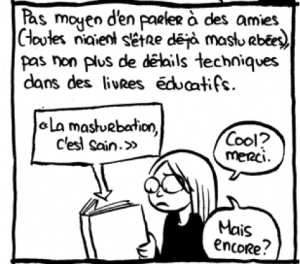 Pas moyen d'en parler à des amies
(toutes niaient s'être déjà masturbées),
pas non plus de détails techniques
dans des livres éducatifs.
«La masturbation,
c'est sain.»
Cool?
merci.
Mais
encore?